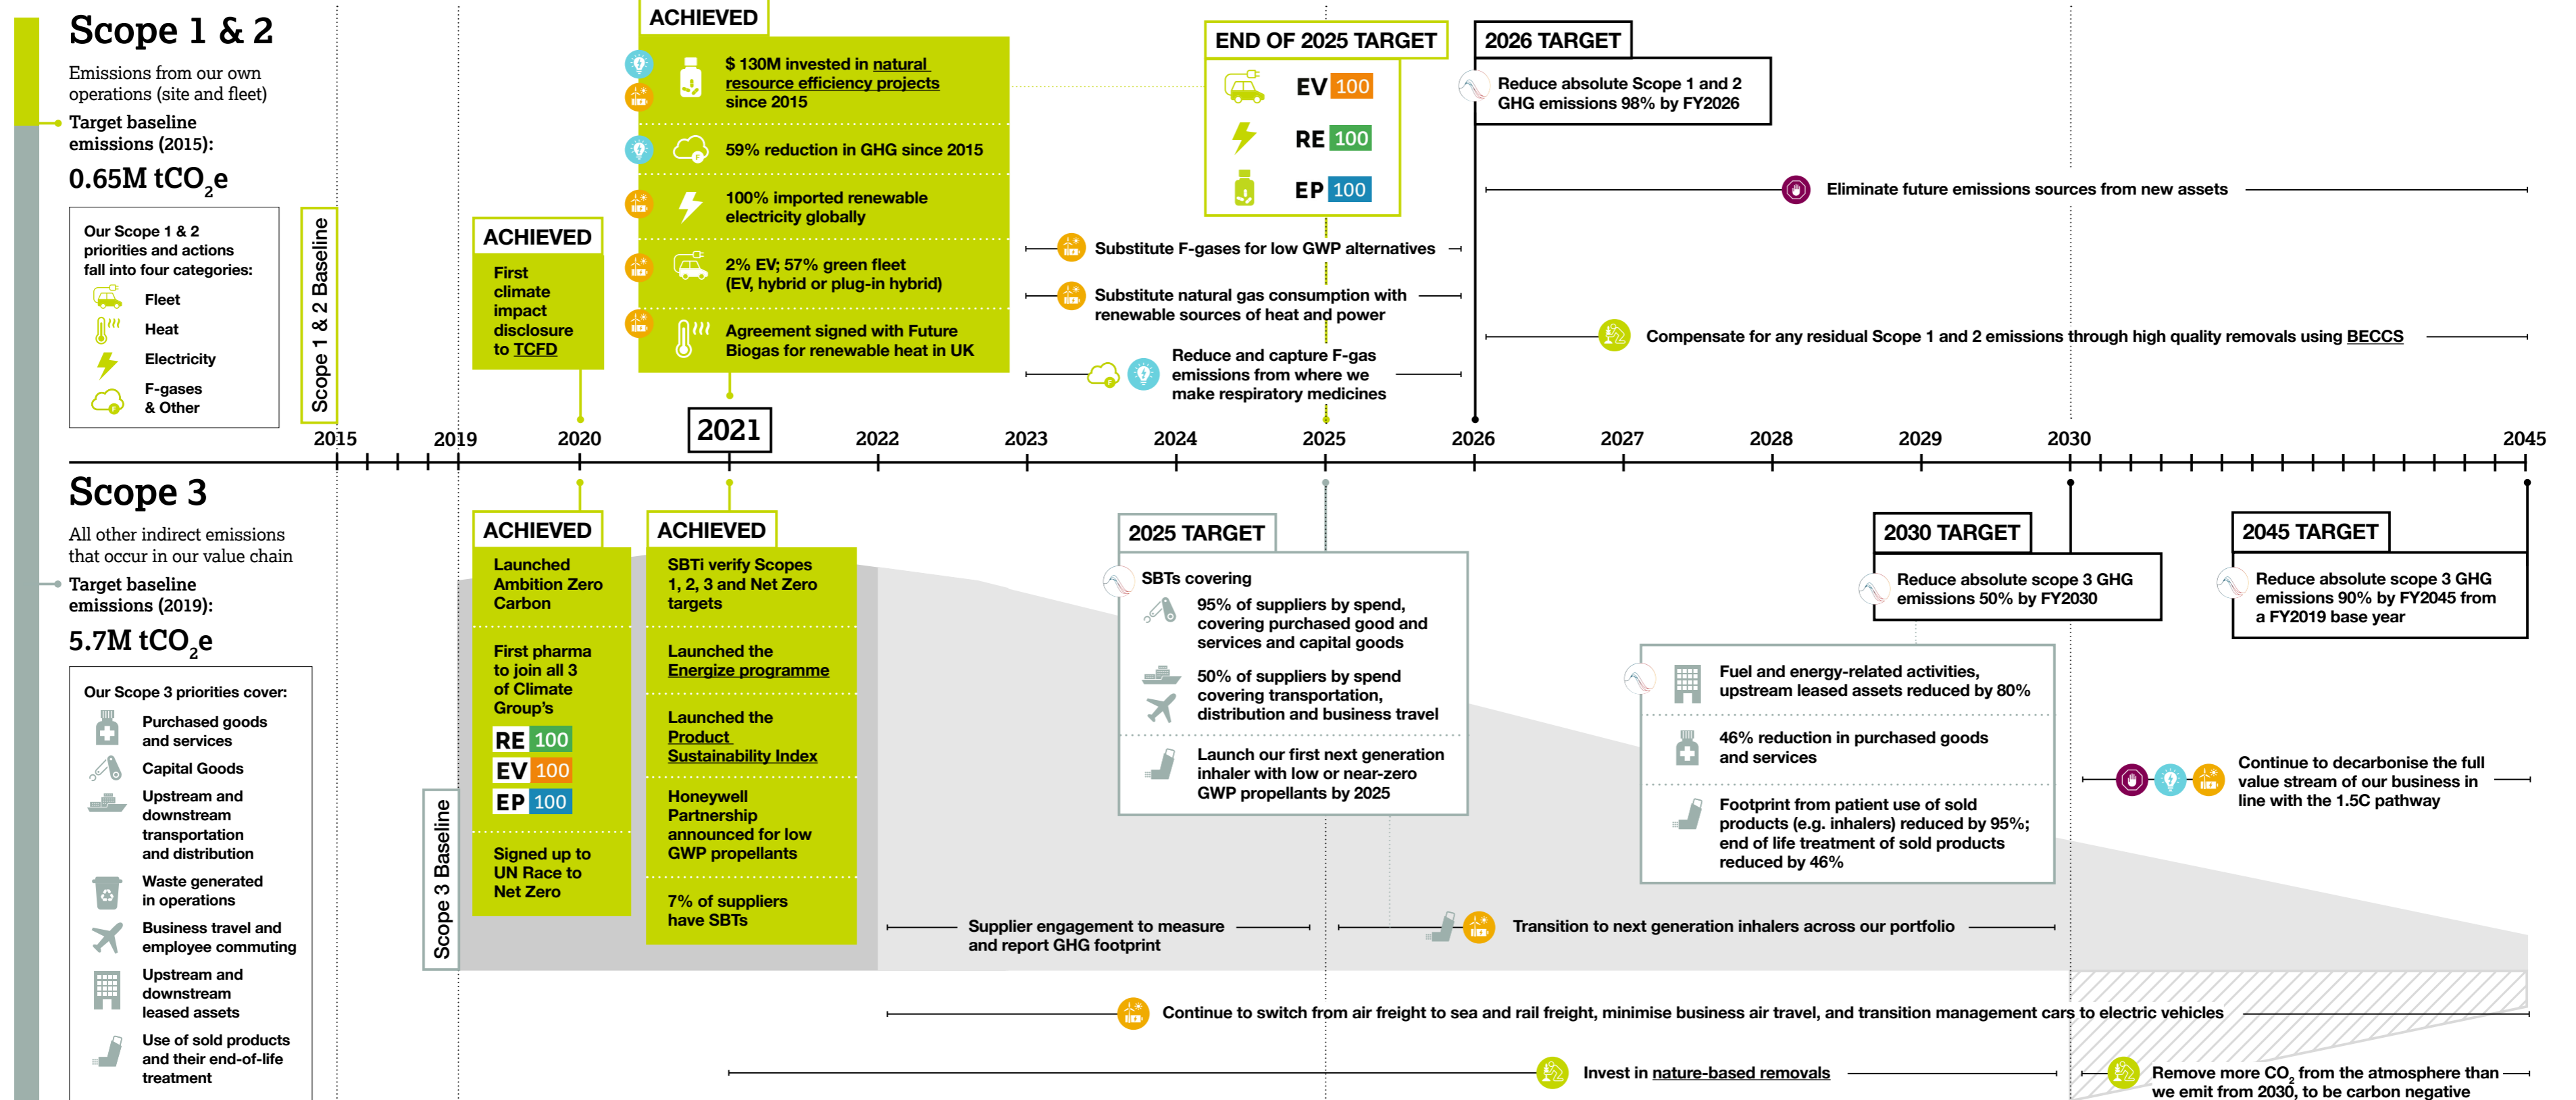 Scope 1 & 2
Emissions from our own
operations (site and fleet)
Target baseline
emissions (2015):
0.65M tCO2e
Our Scope 1 & 2
priorities and actions
fall into four categories:
Fleet
Heat
Electricity
F-gases
& Other
Scope 1 & 2 Baseline
ACHIEVED
First
climate
impact
disclosure
to TCFD
ACHIEVED
$ 130M invested in natural
resource efficiency projects
since 2015
59% reduction in GHG since 2015
100% imported renewable
electricity globally
2% EV; 57% green fleet
(EV, hybrid or plug-in hybrid)
Agreement signed with Future
Biogas for renewable heat in UK
END OF 2025 TARGET
EV 100
RE 100
EP 100
Substitute F-gases for low GWP alternatives
Substitute natural gas consumption with
renewable sources of heat and power
Reduce and capture F-gas
emissions from where we
make respiratory medicines
2026 TARGET
Reduce absolute Scope 1 and 2
GHG emissions 98% by FY2026
Eliminate future emissions sources from new assets
Compensate for any residual Scope 1 and 2 emissions through high quality removals using BECCS
2015 2019 2020 2021 2022 2023 2024 2025 2026 2027 2028 2029 2030 2045
Scope 3
All other indirect emissions
that occur in our value chain
Target baseline
emissions (2019):
5.7M tCO2e
Our Scope 3 priorities cover:
Purchased goods
and services
Capital Goods
Upstream and
downstream
transportation
and distribution
Waste generated
in operations
Business travel and
employee commuting
Upstream and
downstream
leased assets
Use of sold products
and their end-of-life
treatment
Scope 3 Baseline
ACHIEVED
Launched
Ambition Zero
Carbon
First pharma
to join all 3
of Climate
Group's
RE 100
EV 100
EP 100
Signed up to
UN Race to
Net Zero
ACHIEVED
SBTi verify Scopes
1, 2, 3 and Net Zero
targets
Launched the
Energize programme
Launched the
Product
Sustainability Index
Honeywell
Partnership
announced for low
GWP propellants
7% of suppliers
have SBTs
2025 TARGET
SBTs covering
95% of suppliers by spend,
covering purchased good and
services and capital goods
50% of suppliers by spend
covering transportation,
distribution and business travel
Launch our first next generation
inhaler with low or near-zero
GWP propellants by 2025
2030 TARGET
Reduce absolute scope 3 GHG
emissions 50% by FY2030
Fuel and energy-related activities,
upstream leased assets reduced by 80%
46% reduction in purchased goods
and services
Footprint from patient use of sold
products (e.g. inhalers) reduced by 95%;
end of life treatment of sold products
reduced by 46%
2045 TARGET
Reduce absolute scope 3 GHG
emissions 90% by FY2045 from
a FY2019 base year
Continue to decarbonise the full
value stream of our business in
line with the 1.5C pathway
Supplier engagement to measure
and report GHG footprint
Transition to next generation inhalers across our portfolio
Continue to switch from air freight to sea and rail freight, minimise business air travel, and transition management cars to electric vehicles
Invest in nature-based removals
Remove more CO2 from the atmosphere than
we emit from 2030, to be carbon negative